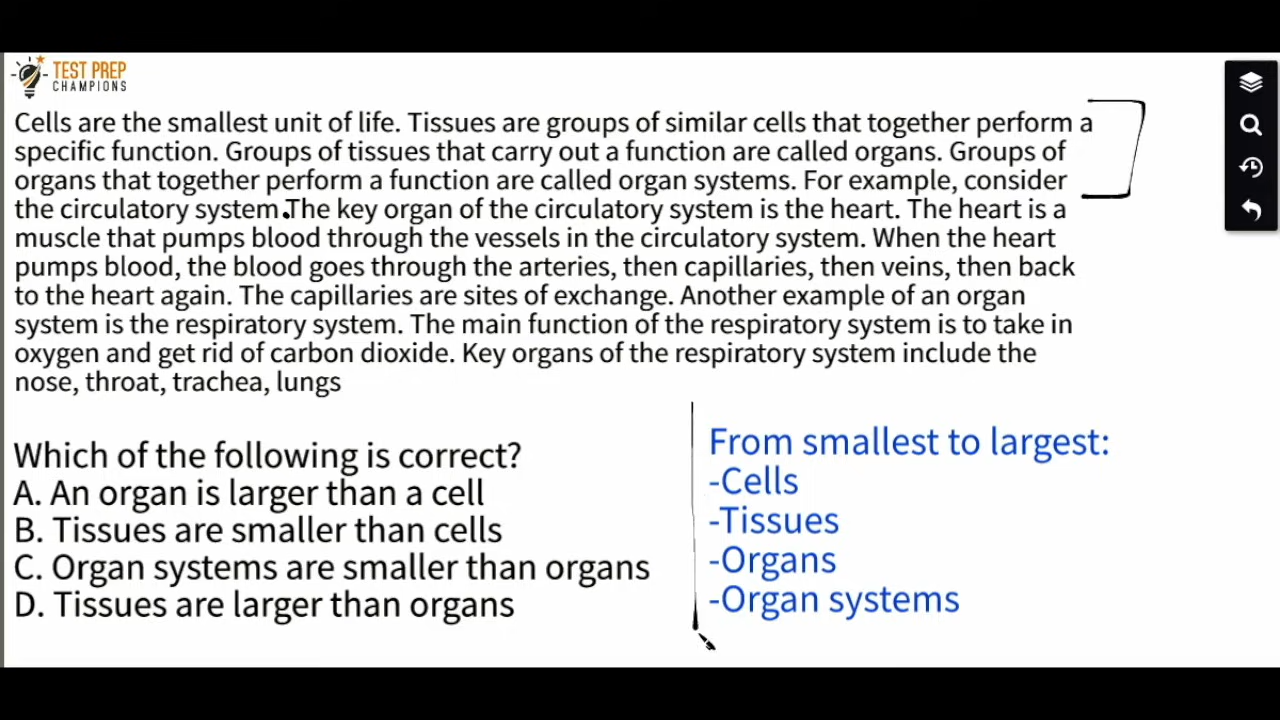 TEST PREP
CHAMPIONS
Cells are the smallest unit of life. Tissues are groups of similar cells that together perform a
specific function. Groups of tissues that carry out a function are called organs. Groups of
organs that together perform a function are called organ systems. For example, consider
the circulatory system.The key organ of the circulatory system is the heart. The heart is a
muscle that pumps blood through the vessels in the circulatory system. When the heart
pumps blood, the blood goes through the arteries, then capillaries, then veins, then back
to the heart again. The capillaries are sites of exchange. Another example of an organ
system is the respiratory system. The main function of the respiratory system is to take in
oxygen and get rid of carbon dioxide. Key organs of the respiratory system include the
nose, throat, trachea, lungs
Which of the following is correct?
A. An organ is larger than a cell
B. Tissues are smaller than cells
C. Organ systems are smaller than organs
D. Tissues are larger than organs
From smallest to largest:
-Cells
-Tissues
-Organs
-Organ systems